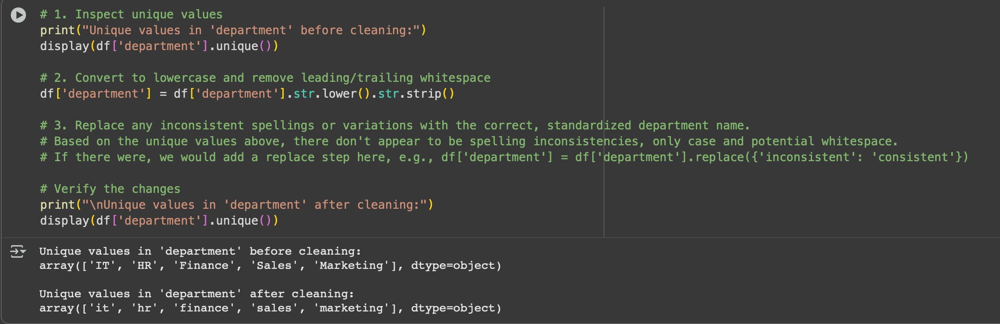 # 1. Inspect unique values
print("Unique values in 'department' before cleaning:")
display(df['department'].unique())
# 2. Convert to lowercase and remove leading/trailing whitespace
df['department'] = df['department'].str.lower().str.strip()
# 3. Replace any inconsistent spellings or variations with the correct, standardized department name.
# Based on the unique values above, there don't appear to be spelling inconsistencies, only case and potential whitespace.
# If there were, we would add a replace step here, e.g., df['department'] = df['department'].replace({'inconsistent': 'consistent'})
# Verify the changes
print("\nUnique values in 'department' after cleaning:")
display(df['department'].unique())
Unique values in 'department' before cleaning:
array(['IT', 'HR', 'Finance', 'Sales', 'Marketing'], dtype=object)
Unique values in 'department' after cleaning:
array(['it', 'hr', 'finance', 'sales', 'marketing'], dtype=object)